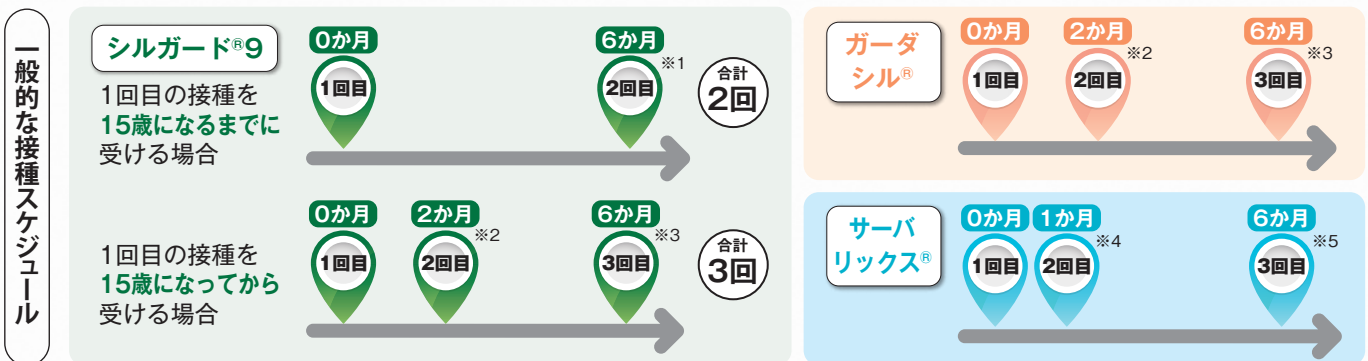 一般的な接種スケジュール
シルガード®9
1回目の接種を
15歳になるまでに
受ける場合
0か月
1回目
6か月
2回目
※1
合計
2回
1回目の接種を
15歳になってから
受ける場合
0か月
1回目
2か月
2回目
※2
6か月
3回目
※3
合計
3回
ガーダ
シル®
0か月
1回目
2か月
2回目
※2
6か月
3回目
※3
サーバ
リックス®
0か月
1回目
1か月
2回目
※4
6か月
3回目
※5